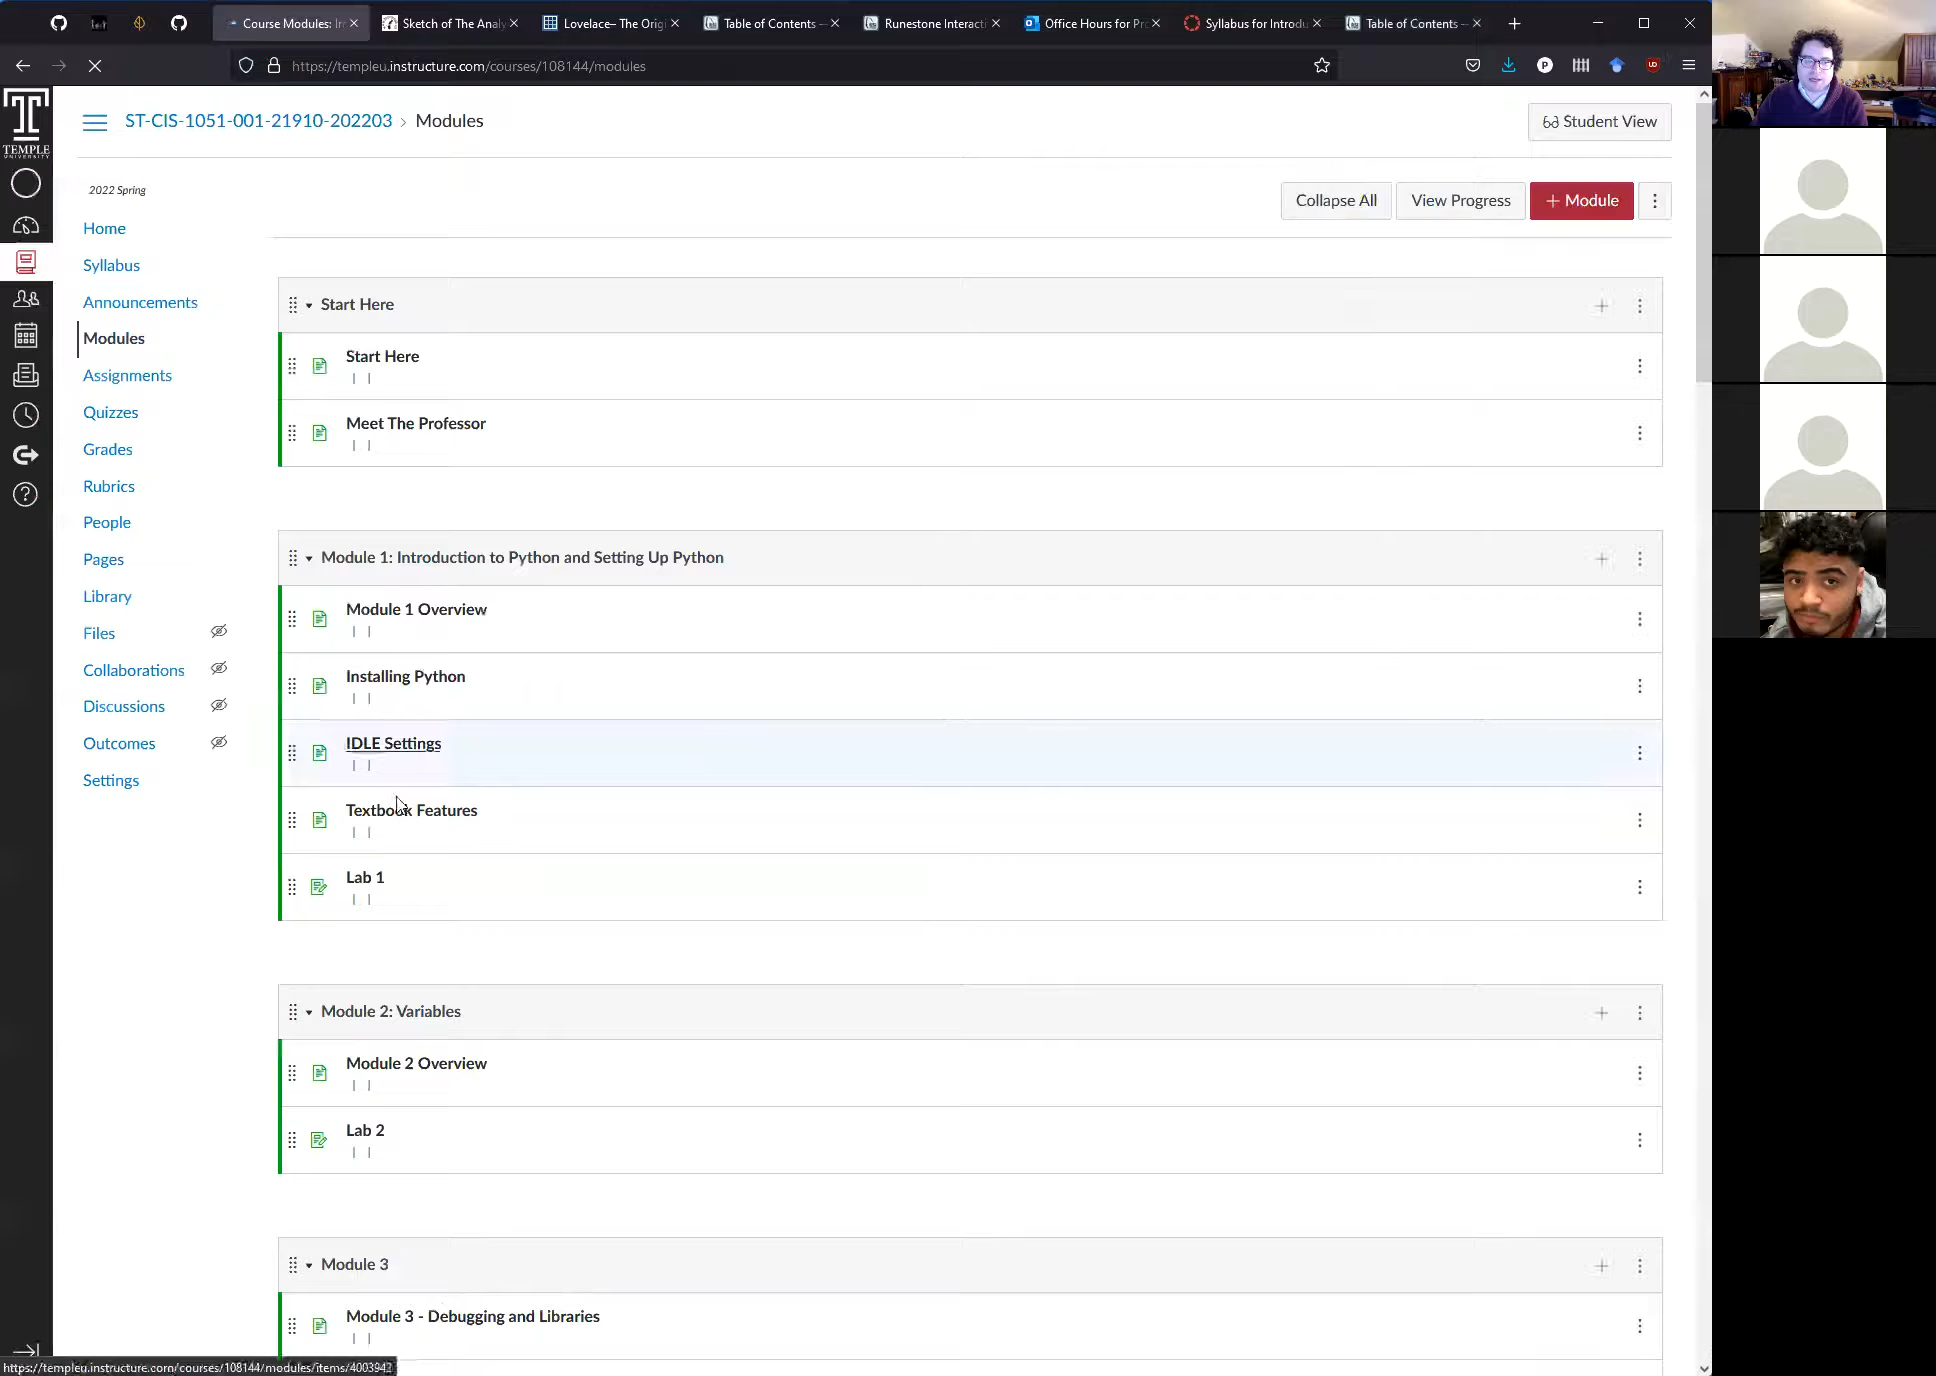 Course Modules: In
Sketch of The Analy
Lovelace– The Origi
Table of Contents —
Runestone Interacti
Office Hours for Pro
Syllabus for Introdu
Table of Contents —
https://templeu.instructure.com/courses/108144/modules
TEMPLE
UNIVERSITY
ST-CIS-1051-001-21910-202203 > Modules
Student View
2022 Spring
Collapse All
View Progress
+ Module
Home
Syllabus
Announcements
Modules
Assignments
Quizzes
Grades
Rubrics
People
Pages
Library
Files
Collaborations
Discussions
Outcomes
Settings
Start Here
Start Here
Meet The Professor
Module 1: Introduction to Python and Setting Up Python
Module 1 Overview
Installing Python
IDLE Settings
Textbook Features
Lab 1
Module 2: Variables
Module 2 Overview
Lab 2
Module 3
Module 3 - Debugging and Libraries
https://templeu.instructure.com/courses/108144/modules/items/4003942